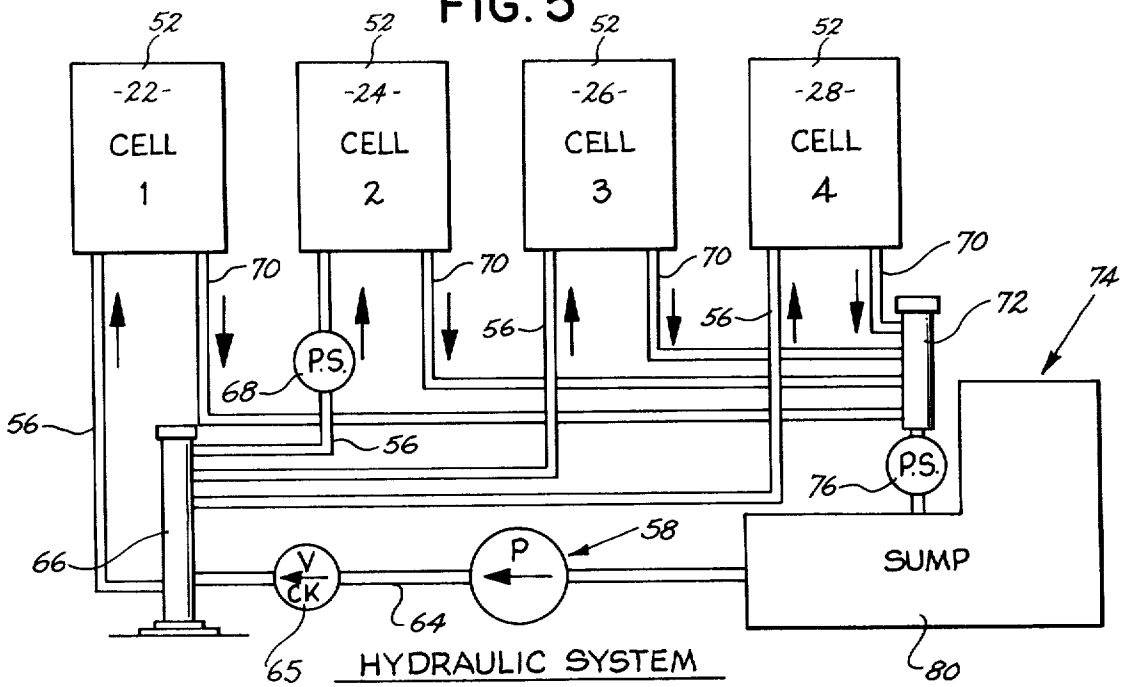 FIG. 5
52 52 52 52
-22- -24- -26- -28-
CELL CELL CELL CELL
1 2 3 4
70 70 70 70
74
72
56 56
P.S.
68
56
56
P.S.
76
66
V
CK
P
58
SUMP
65
64
80
HYDRAULIC SYSTEM